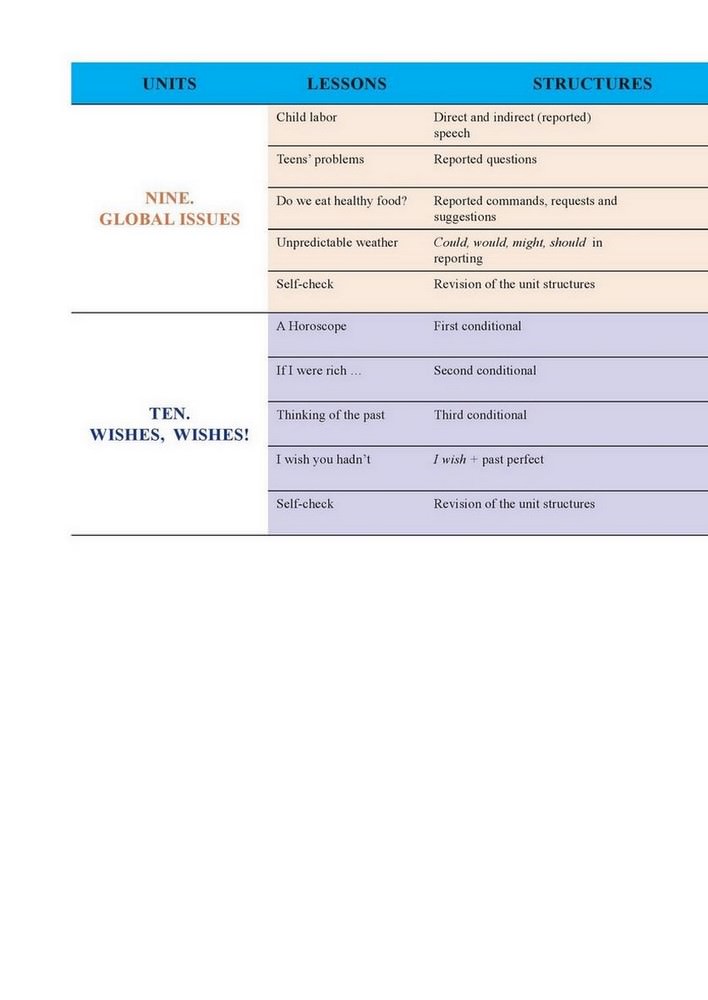 UNITS LESSONS STRUCTURES
NINE.
GLOBAL ISSUES
Child labor
Direct and indirect (reported)
speech
Teens’ problems
Reported questions
Do we eat healthy food?
Reported commands, requests and
suggestions
Unpredictable weather
Could, would, might, should in
reporting
Self-check
Revision of the unit structures
TEN.
WISHES, WISHES!
A Horoscope
First conditional
If I were rich …
Second conditional
Thinking of the past
Third conditional
I wish you hadn’t
I wish + past perfect
Self-check
Revision of the unit structures